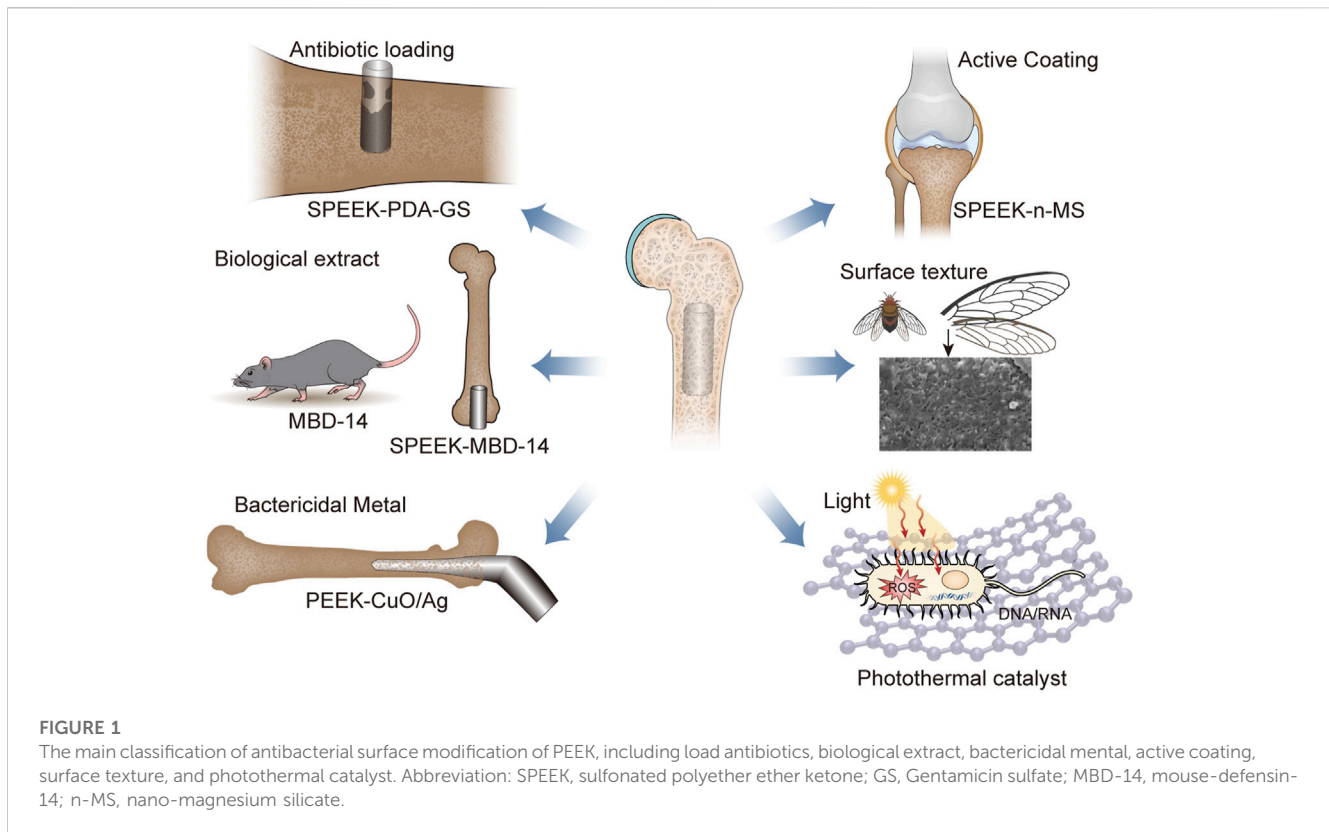 Antibiotic loading
SPEEK-PDA-GS
Active Coating
SPEEK-n-MS
Biological extract
MBD-14
SPEEK-MBD-14
Surface texture
Bactericidal Metal
PEEK-CuO/Ag
Light
ROS
DNA/RNA
Photothermal catalyst
FIGURE 1
The main classification of antibacterial surface modification of PEEK, including load antibiotics, biological extract, bactericidal mental, active coating,
surface texture, and photothermal catalyst. Abbreviation: SPEEK, sulfonated polyether ether ketone; GS, Gentamicin sulfate; MBD-14, mouse-defensin-
14; n-MS, nano-magnesium silicate.